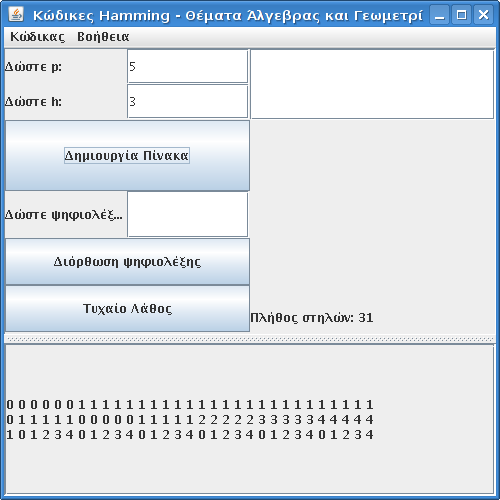 Κώδικες Hamming - Θέματα Άλγεβρας και Γεωμετρί
Κώδικας Βοήθεια
Δώστε p: 5
Δώστε h: 3
Δημιουργία Πίνακα
Δώστε ψηφιολέξ...
Διόρθωση ψηφιολέξης
Τυχαίο Λάθος
Πλήθος στηλών: 31
0 0 0 0 0 0 1 1 1 1 1 1 1 1 1 1 1 1 1 1 1 1 1 1 1 1 1 1 1 1 1
0 1 1 1 1 1 0 0 0 0 0 1 1 1 1 1 2 2 2 2 2 3 3 3 3 3 4 4 4 4 4
1 0 1 2 3 4 0 1 2 3 4 0 1 2 3 4 0 1 2 3 4 0 1 2 3 4 0 1 2 3 4